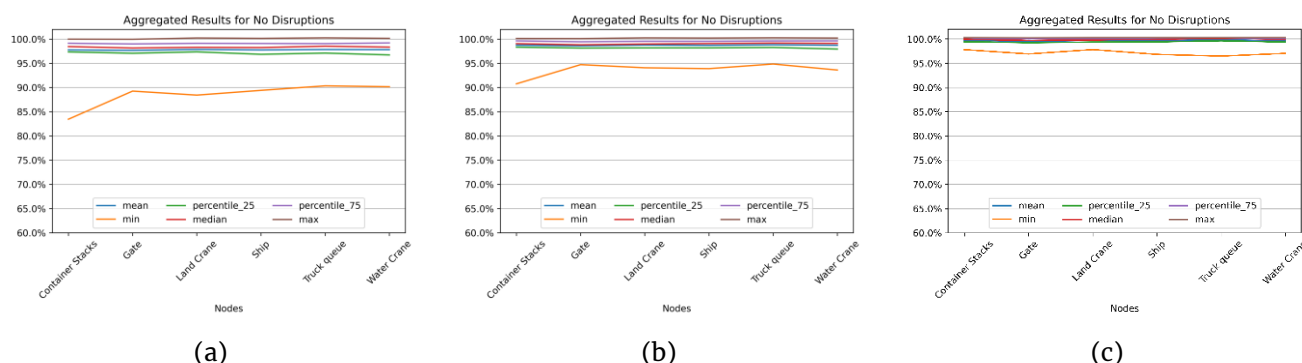 Aggregated Results for No Disruptions
100.0%
95.0%
90.0%
85.0%
80.0%
75.0%
70.0%
65.0%
60.0%
mean percentile_25 percentile_75
min median max
Container Stacks
Gate
Land Crane
Ship
Truck queue
Water Crane
Nodes
(a)
Aggregated Results for No Disruptions
100.0%
95.0%
90.0%
85.0%
80.0%
75.0%
70.0%
65.0%
60.0%
mean percentile_25 percentile_75
min median max
Container Stacks
Gate
Land Crane
Ship
Truck queue
Water Crane
Nodes
(b)
Aggregated Results for No Disruptions
100.0%
95.0%
90.0%
85.0%
80.0%
75.0%
70.0%
65.0%
60.0%
mean percentile_25 percentile_75
min median max
Container Stacks
Gate
Land Crane
Ship
Truck queue
Water Crane
Nodes
(c)